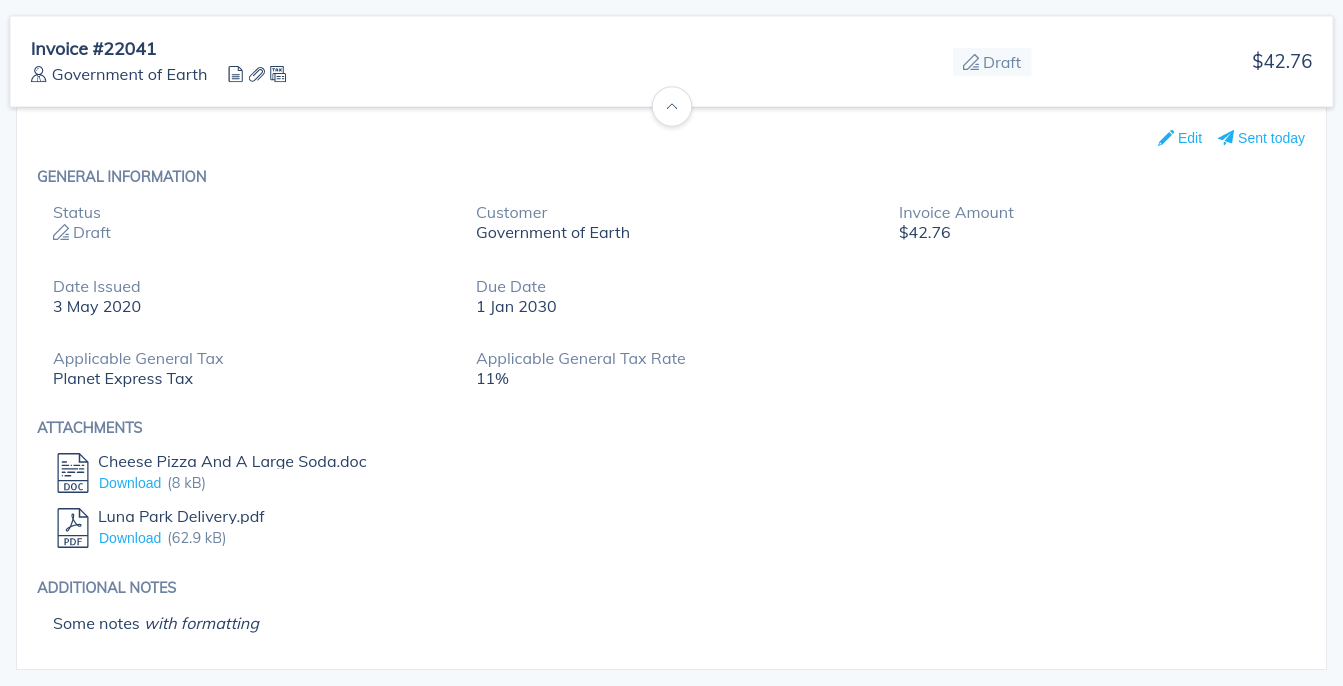 Invoice #22041
Government of Earth
TAX
Draft
$42.76
Edit
Sent today
GENERAL INFORMATION
Status
Draft
Customer
Government of Earth
Invoice Amount
$42.76
Date Issued
3 May 2020
Due Date
1 Jan 2030
Applicable General Tax
Planet Express Tax
Applicable General Tax Rate
11%
ATTACHMENTS
DOC
Cheese Pizza And A Large Soda.doc
Download (8 kB)
PDF
Luna Park Delivery.pdf
Download (62.9 kB)
ADDITIONAL NOTES
Some notes with formatting